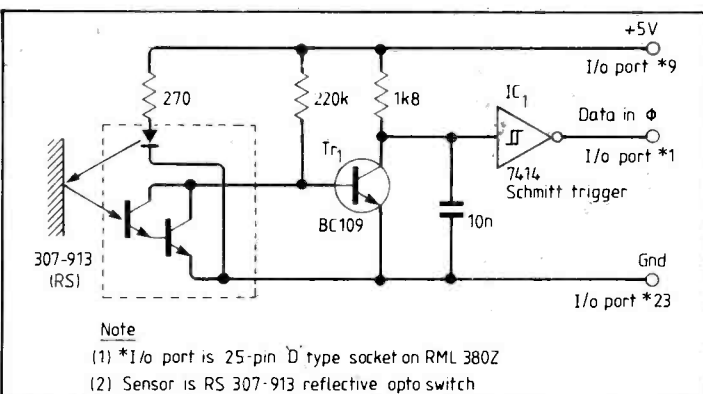 +5V
I/o port *9
270
220k
1k8
IC1
Data in Φ
I/o port *1
Tr1
7414
Schmitt trigger
BC109
10n
307-913
(RS)
Gnd
I/o port *23
Note
(1) *I/o port is 25-pin 'D' type socket on RML 380Z
(2) Sensor is RS 307-913 reflective opto switch